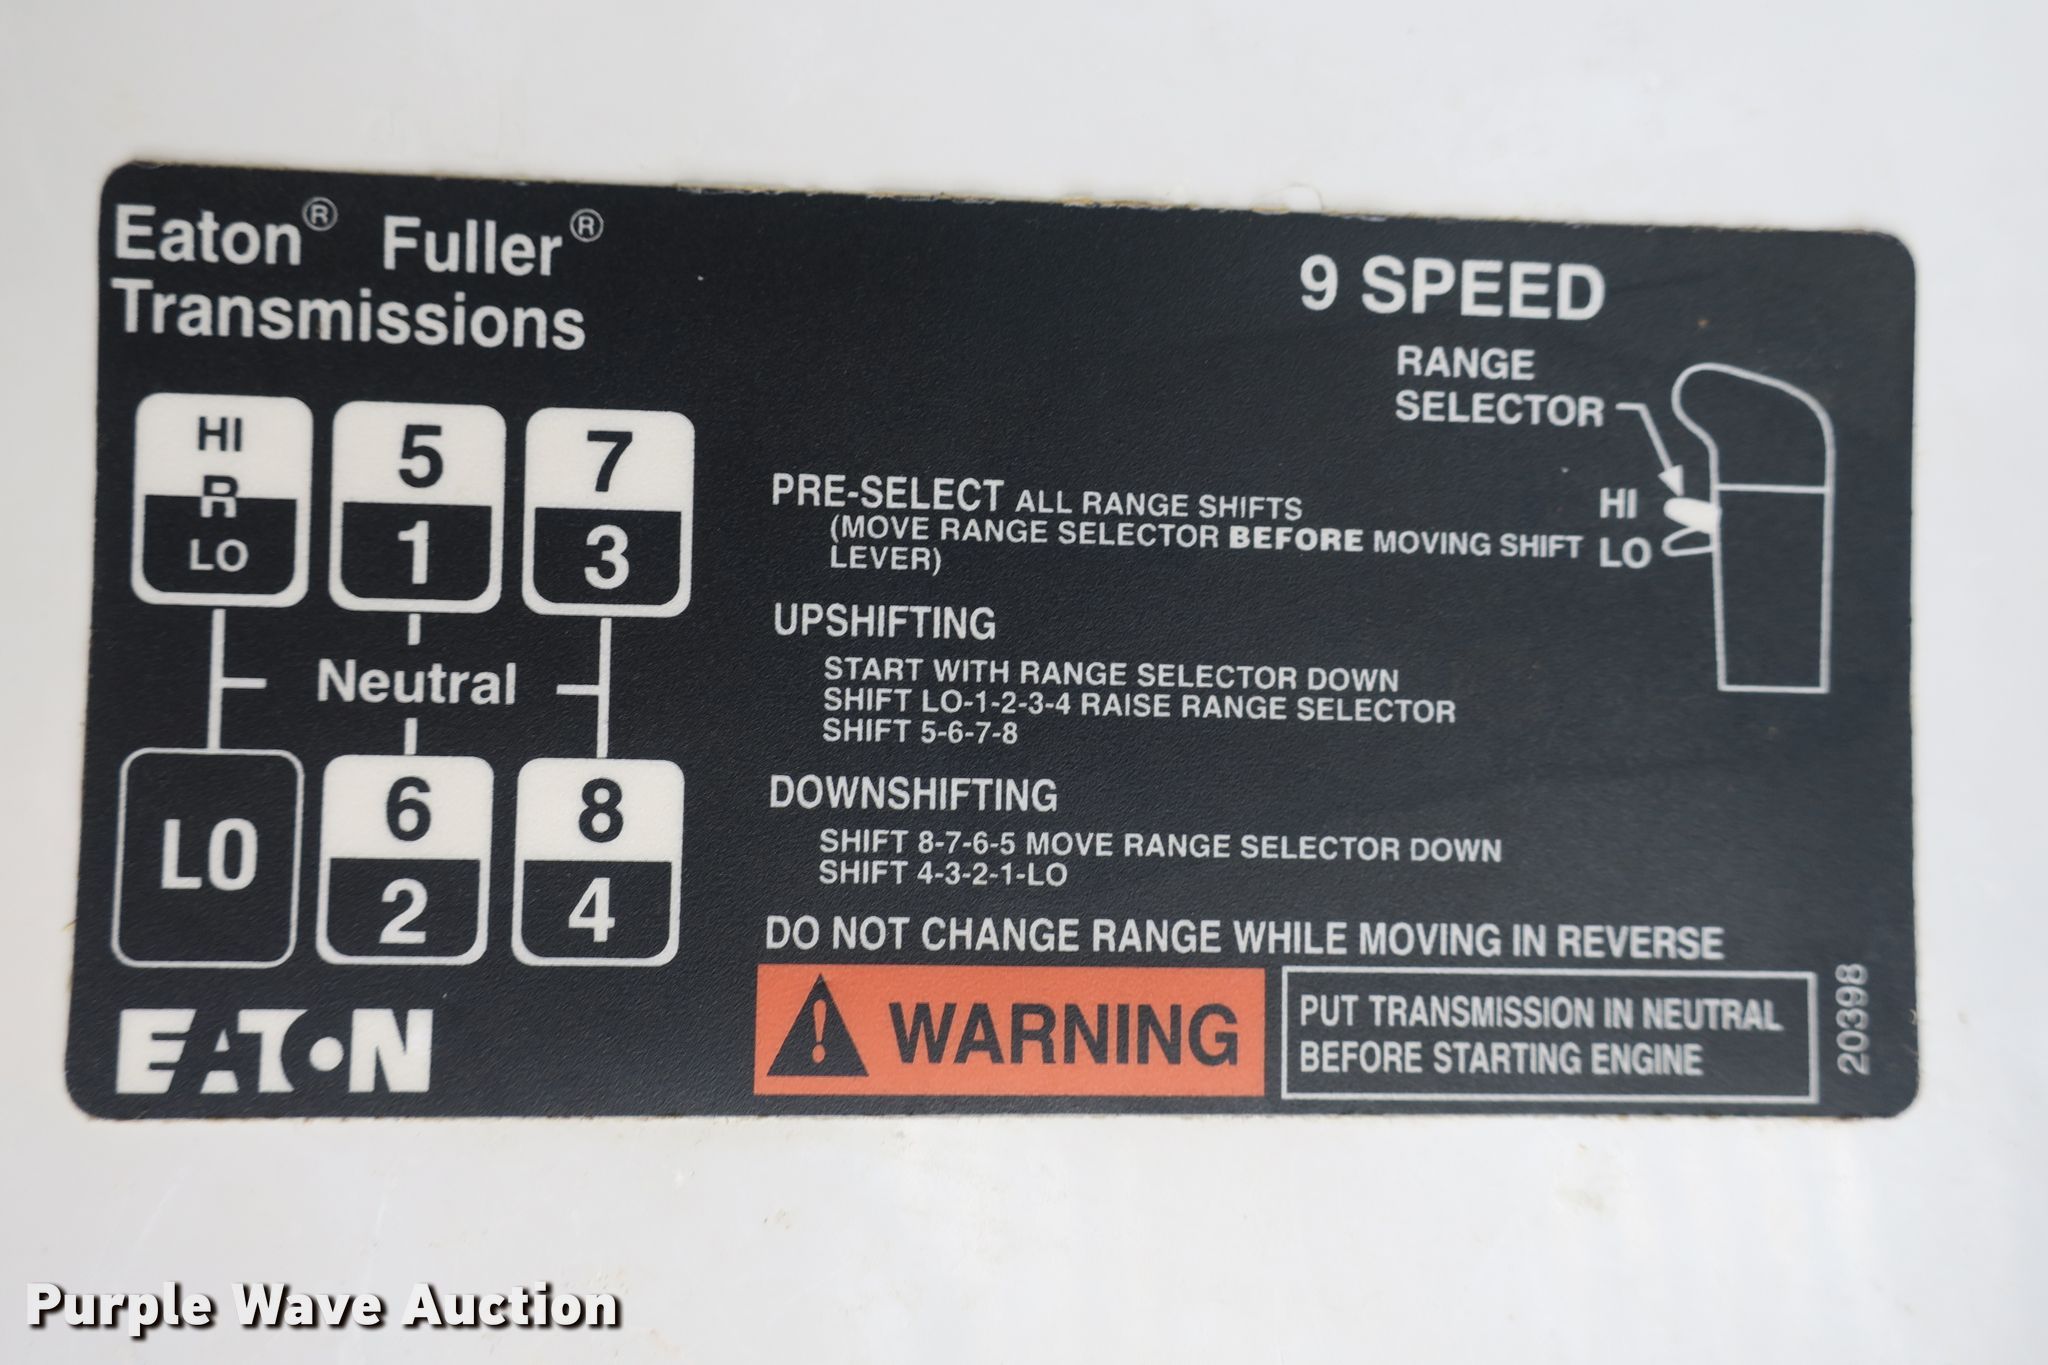 Eaton® Fuller®
Transmissions
9 SPEED
RANGE
SELECTOR
HI
LO
HI
R
LO
5
1
7
3
Neutral
LO
6
2
8
4
PRE-SELECT ALL RANGE SHIFTS
(MOVE RANGE SELECTOR BEFORE MOVING SHIFT
LEVER)
UPSHIFTING
START WITH RANGE SELECTOR DOWN
SHIFT LO-1-2-3-4 RAISE RANGE SELECTOR
SHIFT 5-6-7-8
DOWNSHIFTING
SHIFT 8-7-6-5 MOVE RANGE SELECTOR DOWN
SHIFT 4-3-2-1-LO
DO NOT CHANGE RANGE WHILE MOVING IN REVERSE
EATON
! WARNING
PUT TRANSMISSION IN NEUTRAL
BEFORE STARTING ENGINE
20398
Purple Wave Auction